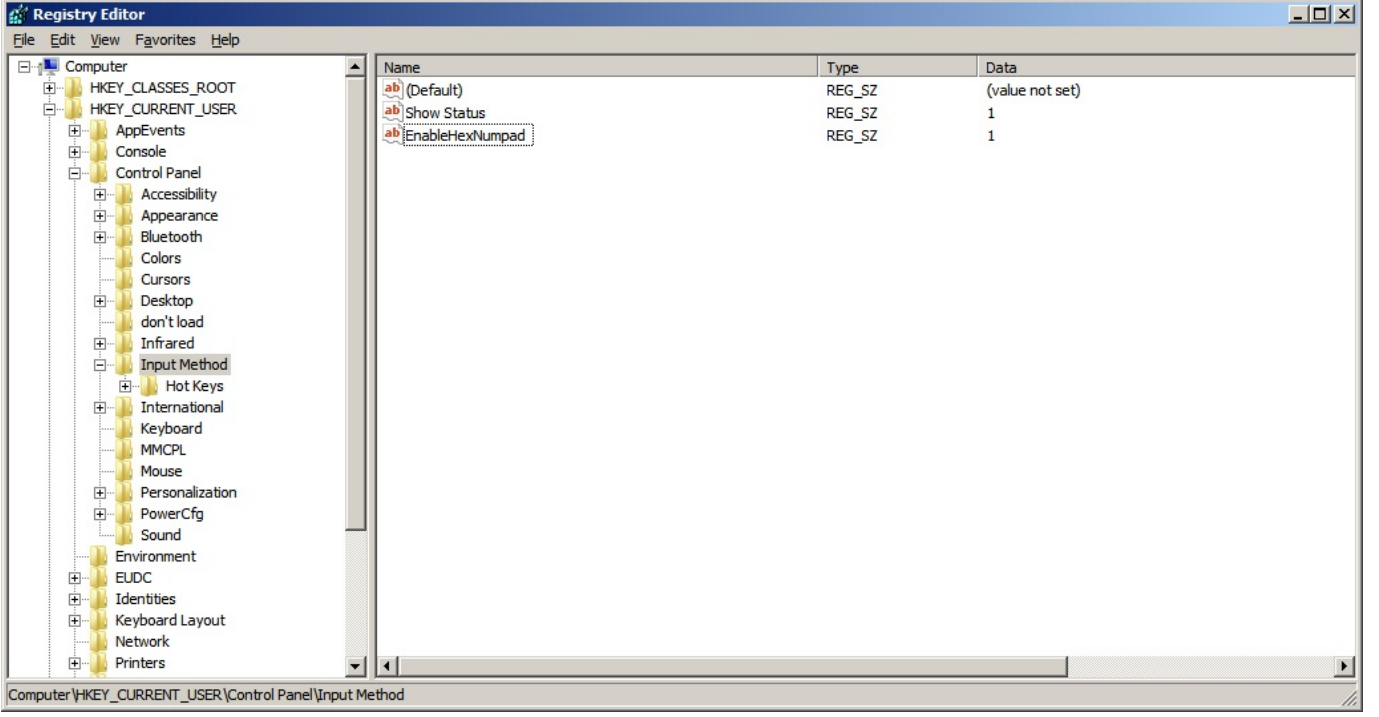 Registry Editor
File Edit View Favorites Help
Computer
HKEY_CLASSES_ROOT
HKEY_CURRENT_USER
AppEvents
Console
Control Panel
Accessibility
Appearance
Bluetooth
Colors
Cursors
Desktop
don't load
Infrared
Input Method
Hot Keys
International
Keyboard
MMCPL
Mouse
Personalization
PowerCfg
Sound
Environment
EUDC
Identities
Keyboard Layout
Network
Printers
Name Type Data
ab (Default) REG_SZ (value not set)
ab Show Status REG_SZ 1
ab EnableHexNumpad REG_SZ 1
Computer\HKEY_CURRENT_USER\Control Panel\Input Method